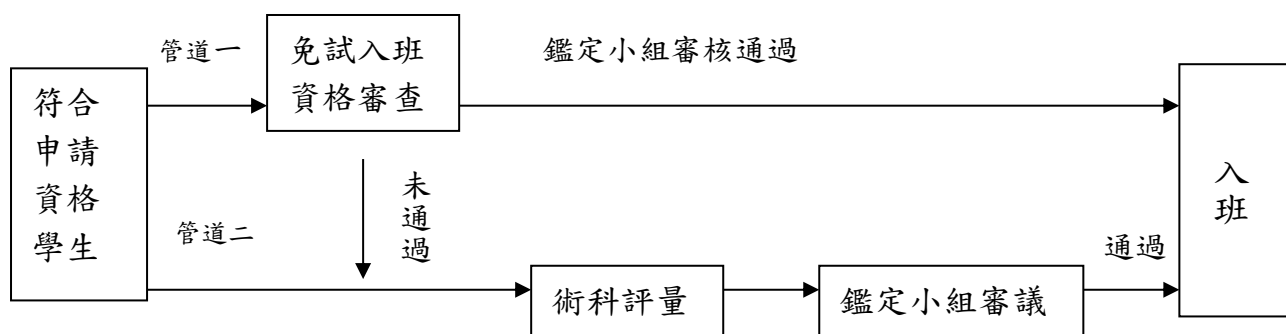 符合
申請
資格
學生
管道一
免試入班
資格審查
鑑定小組審核通過
未
通
過
管道二
術科評量
鑑定小組審議
通過
入
班